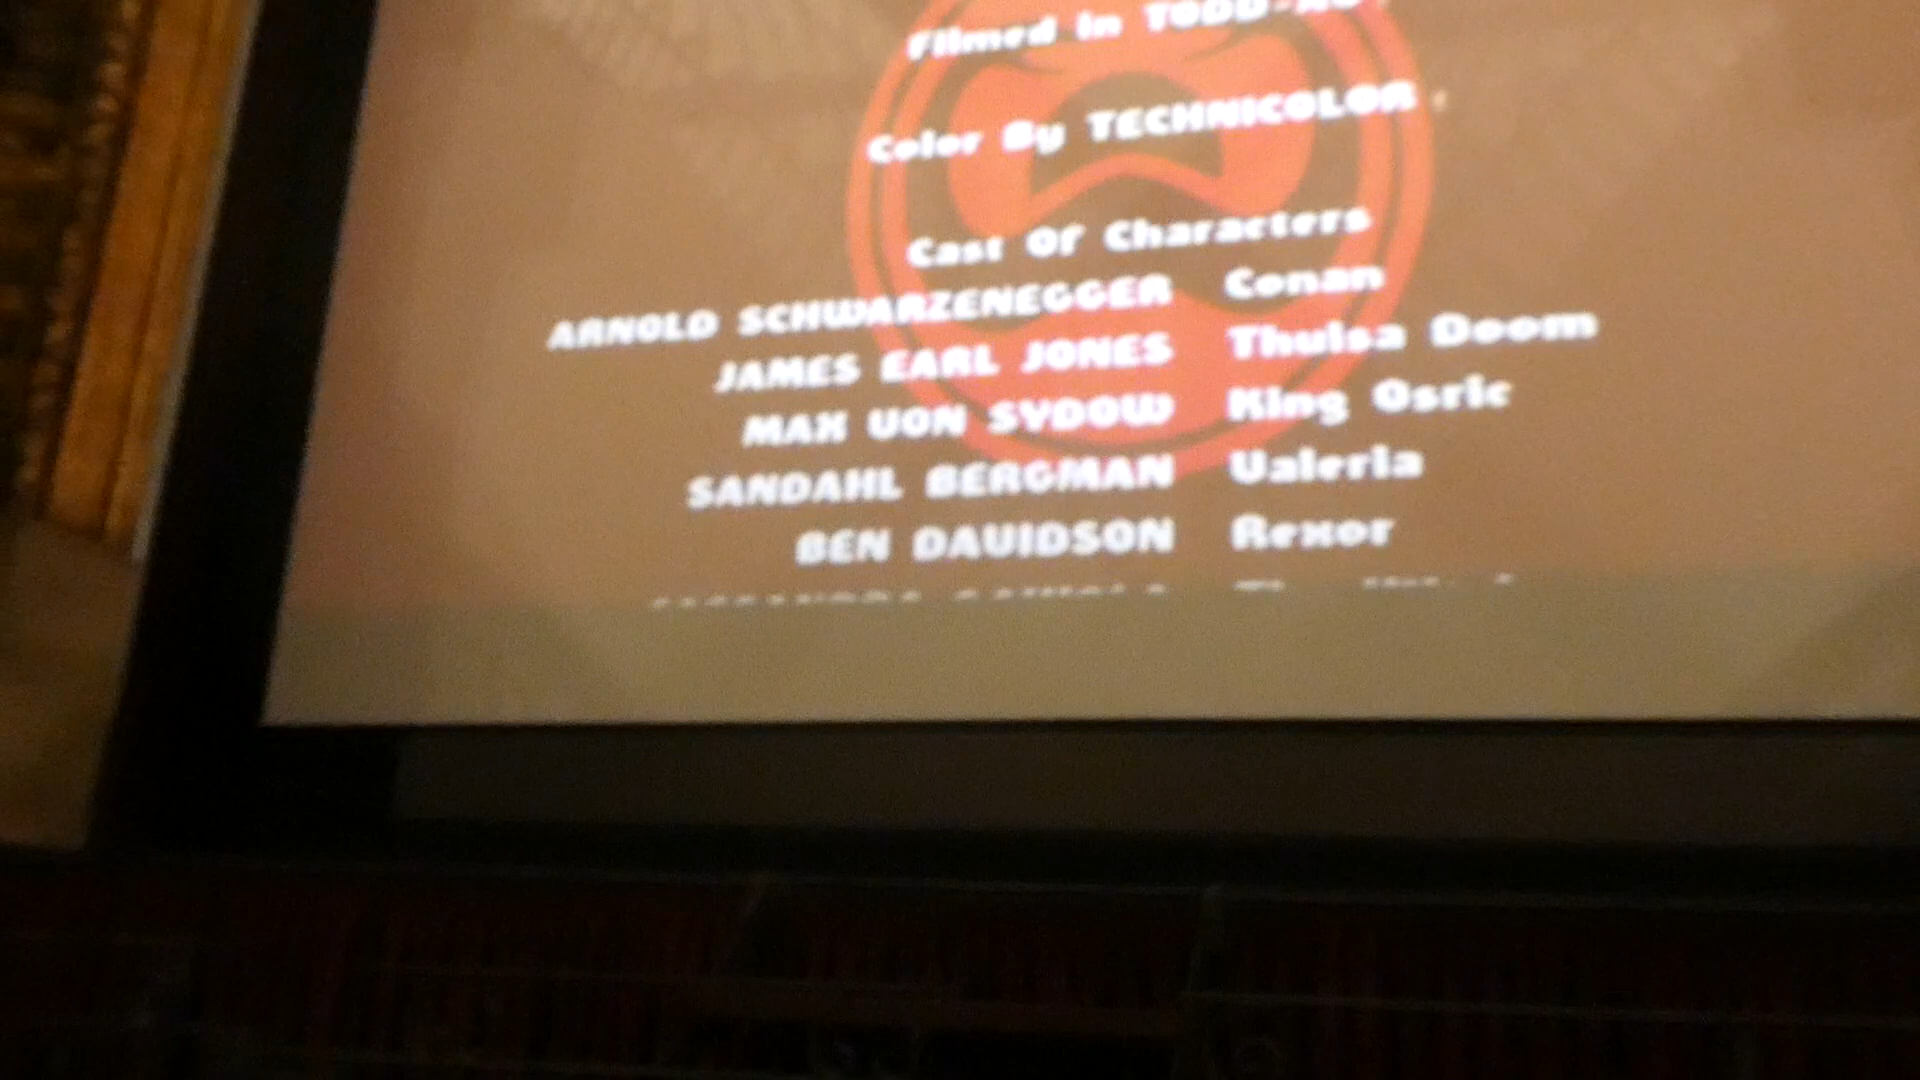 Filmed In TODD-AO
Color By TECHNICOLOR
Cast Of Characters
ARNOLD SCHWARZENEGGER Conan
JAMES EARL JONES Thulsa Doom
MAX VON SYDOW King Osric
SANDAHL BERGMAN Valeria
BEN DAVIDSON Rexor